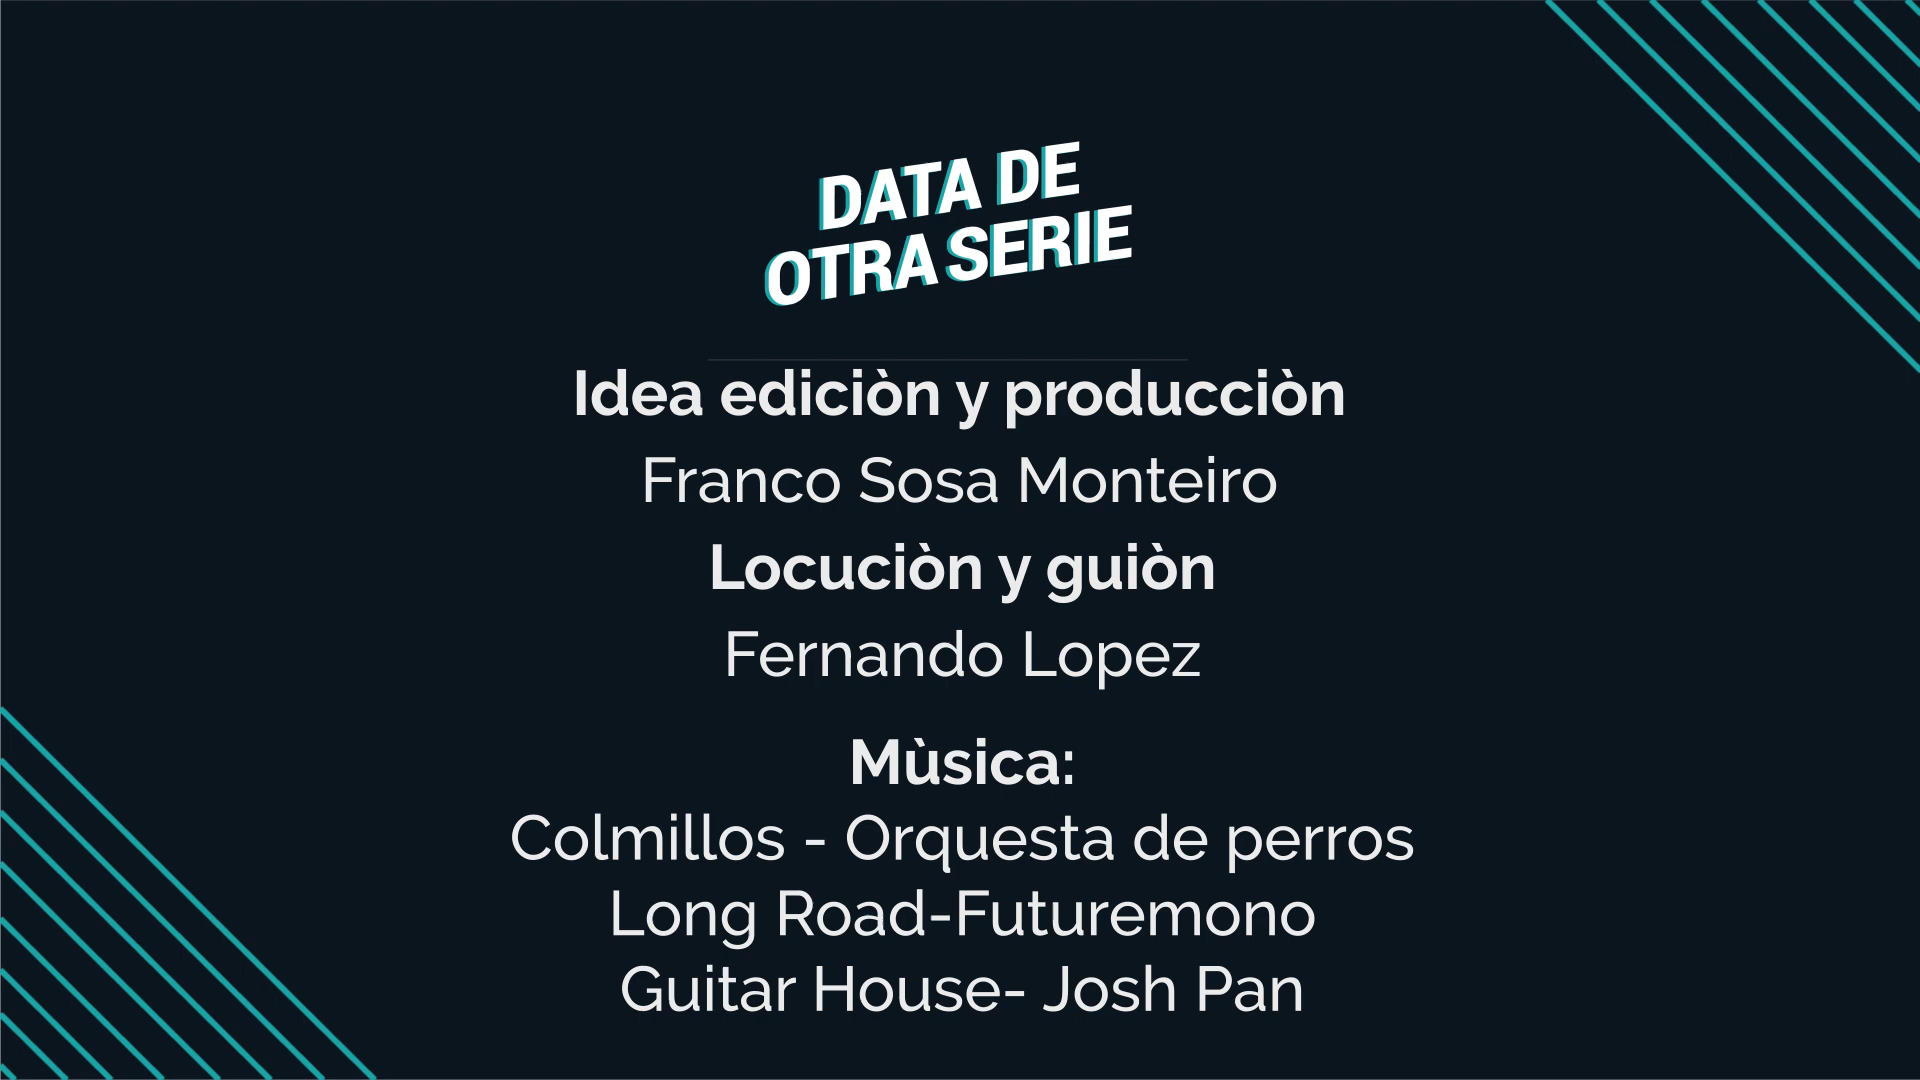 DATA DE
OTRA SERIE
Idea ediciòn y producciòn
Franco Sosa Monteiro
Locuciòn y guiòn
Fernando Lopez
Mùsica:
Colmillos - Orquesta de perros
Long Road-Futuremono
Guitar House- Josh Pan